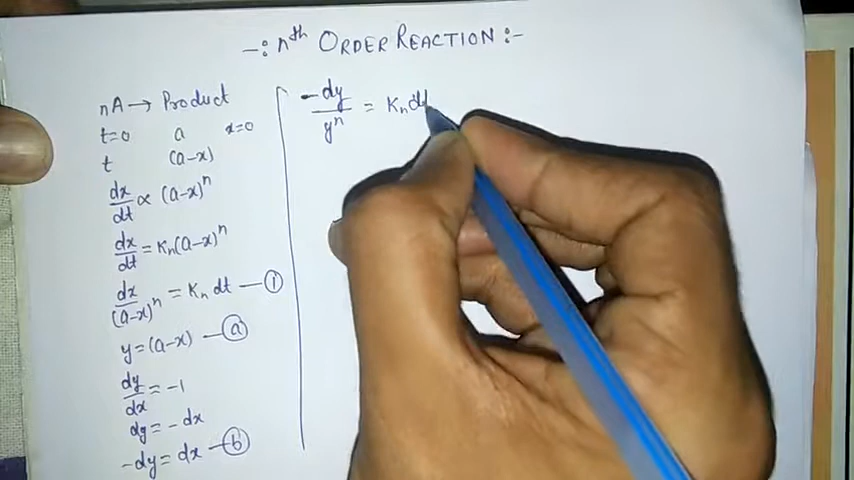 -: nth ORDER REACTION :-
nA → Product
t=0 a x=0
t (a-x)
dx/dt ∝ (a-x)^n
dx/dt = Kn(a-x)^n
dx/(a-x)^n = Kn dt — ①
y=(a-x) — ⓐ
dy/dx = -1
dy = -dx
-dy = dx — ⓑ
-dy/y^n = Kn d